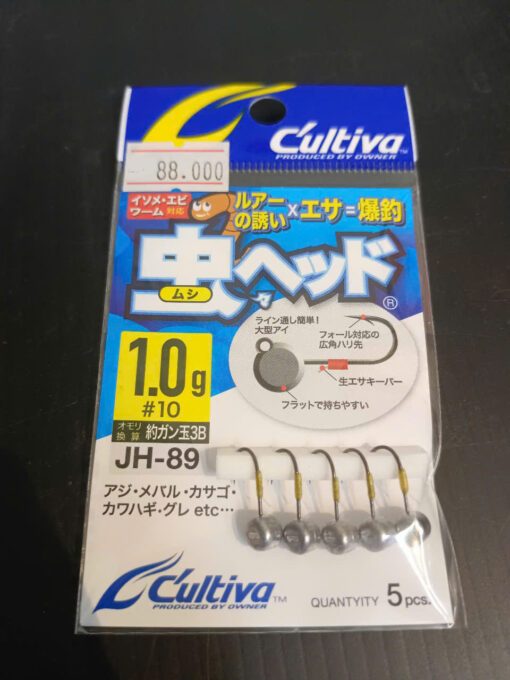 C'ultiva™
PRODUCED BY OWNER
88.000
イソメ・エビ
ワーム 対応
ルアー
の誘い×エサ=爆釣
虫ヘッド®
ムシ
ライン通し簡単!
大型アイ
フォール対応の
広角ハリ先
生エサキーパー
フラットで持ちやすい
1.0g
#10
オモリ
換算 約ガン玉3B
JH-89
アジ・メバル・カサゴ・
カワハギ・グレ etc…
C'ultiva™
PRODUCED BY OWNER
QUANTYITY 5pcs.